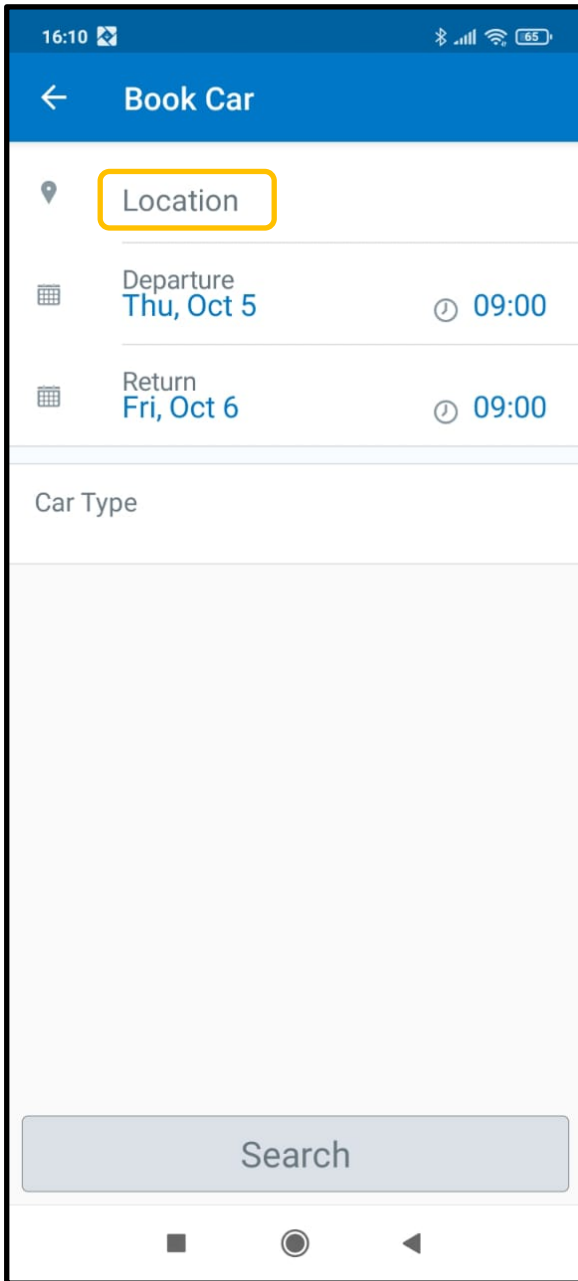 16:10 65
Book Car
Location
Departure
Thu, Oct 5 09:00
Return
Fri, Oct 6 09:00
Car Type
Search